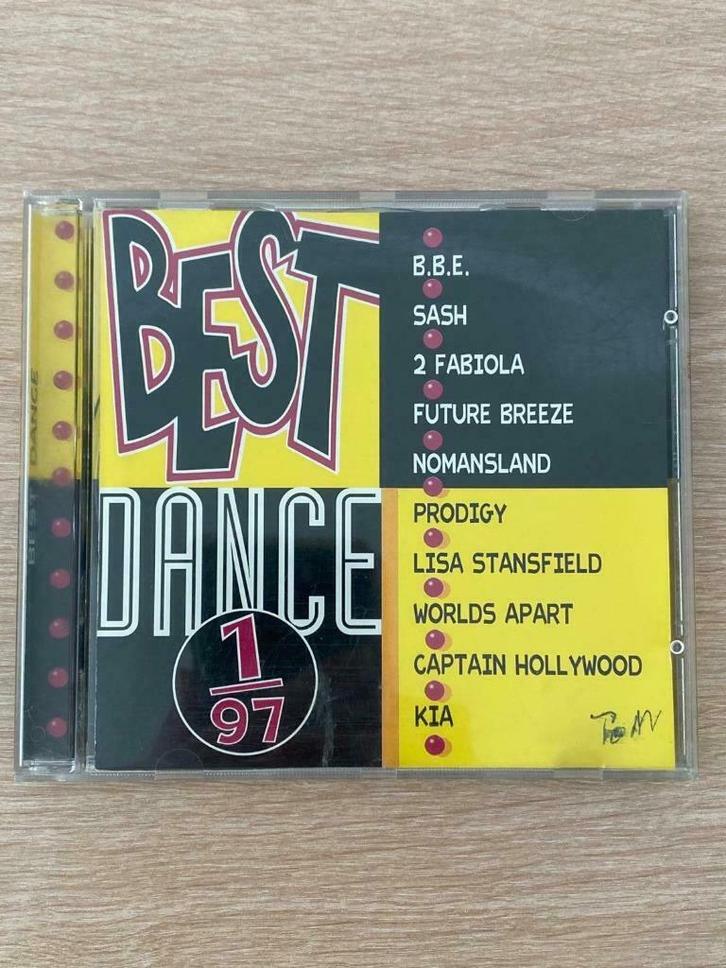 BEST DANCE
BEST
DANCE
1
97
B.B.E.
SASH
2 FABIOLA
FUTURE BREEZE
NOMANSLAND
PRODIGY
LISA STANSFIELD
WORLDS APART
CAPTAIN HOLLYWOOD
KIA